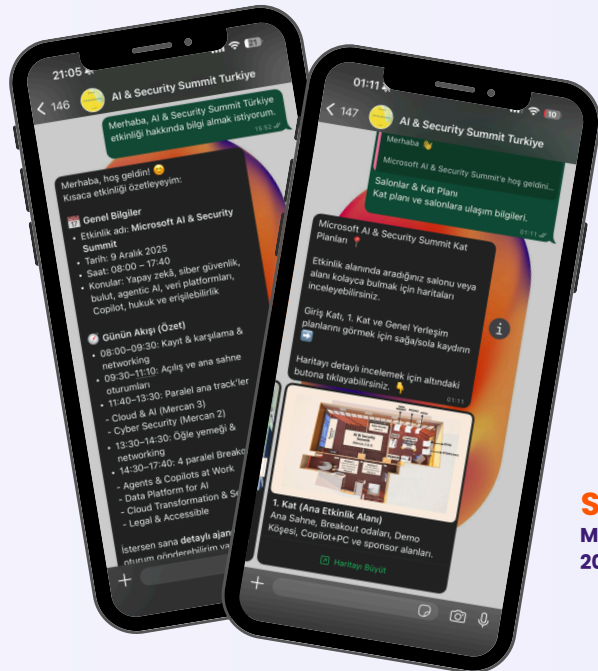 21:05
146
AI & Security Summit Turkiye
Merhaba, AI & Security Summit Türkiye
etkinliği hakkında bilgi almak istiyorum.
16:52
Merhaba, hoş geldin! 😊
Kısaca etkinliği özetleyeyim:
📅 Genel Bilgiler
• Etkinlik adı: Microsoft AI & Security
Summit
• Tarih: 9 Aralık 2025
• Saat: 08:00 – 17:40
• Konular: Yapay zekâ, siber güvenlik,
bulut, agentic AI, veri platformları,
Copilot, hukuk ve erişilebilirlik
🕐 Günün Akışı (Özet)
• 08:00–09:30: Kayıt & karşılama &
networking
• 09:30–11:10: Açılış ve ana sahne
oturumları
• 11:40–13:30: Paralel ana track'ler
- Cloud & AI (Mercan 3)
- Cyber Security (Mercan 2)
• 13:30–14:30: Öğle yemeği &
networking
• 14:30–17:40: 4 paralel Breako
- Agents & Copilots at Work
- Data Platform for AI
- Cloud Transformation & Se
- Legal & Accessible
İstersen sana detaylı ajan
oturum gönderebilirim ya
01:11
10
147
AI & Security Summit Turkiye
Merhaba 👋
Microsoft AI & Security Summit'e hoş geldini...
Salonlar & Kat Planı
Kat planı ve salonlara ulaşım bilgileri.
01:11
Microsoft AI & Security Summit Kat
Planları 📍
Etkinlik alanında aradığınız salonu veya
alanı kolayca bulmak için haritaları
inceleyebilirsiniz.
Giriş Katı, 1. Kat ve Genel Yerleşim
planlarını görmek için sağa/sola kaydırın
➡️
Haritayı detaylı incelemek için altındaki
butona tıklayabilirsiniz. 👇
01:11
AI & Security
Summit
1. Kat (Ana Etkinlik Alanı)
Ana Sahne, Breakout odaları, Demo
Köşesi, Copilot+PC ve sponsor alanları.
Haritayı Büyüt
S
M
20